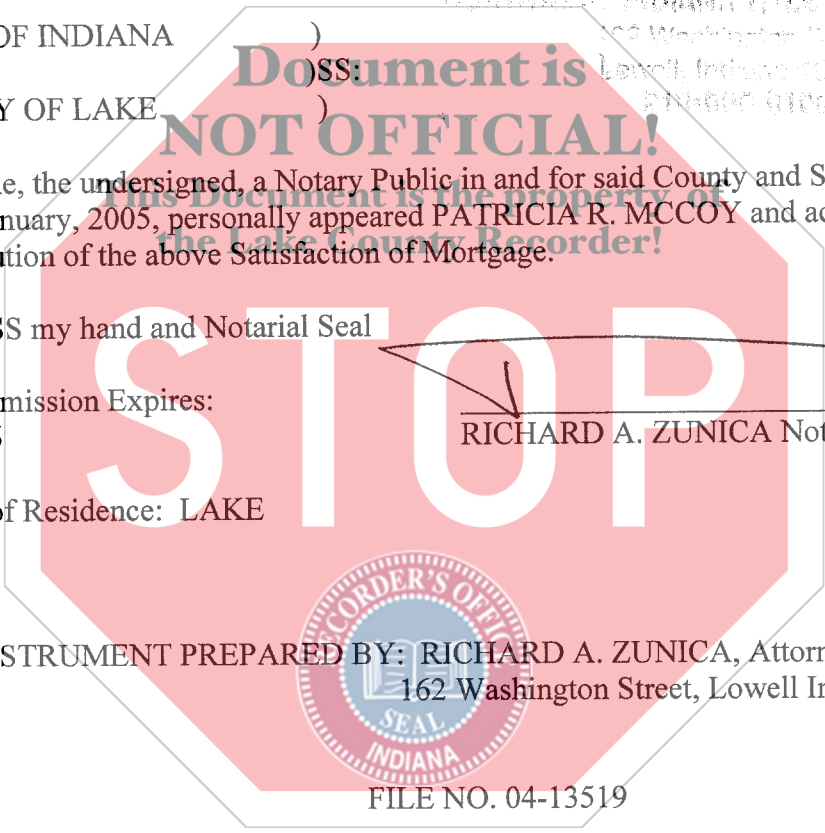 OF INDIANA )
Document is
)SS:
Y OF LAKE )
NOT OFFICIAL!
e, the undersigned, a Notary Public in and for said County and S
This Document is the property of
nuary, 2005, personally appeared PATRICIA R. MCCOY and ac
the Lake County Recorder!
ution of the above Satisfaction of Mortgage.
SS my hand and Notarial Seal
STOP
mission Expires:
RICHARD A. ZUNICA Not
of Residence: LAKE
RECORDER'S OFFICE
STRUMENT PREPARED BY: RICHARD A. ZUNICA, Attorn
162 Washington Street, Lowell In
SEAL
INDIANA
FILE NO. 04-13519